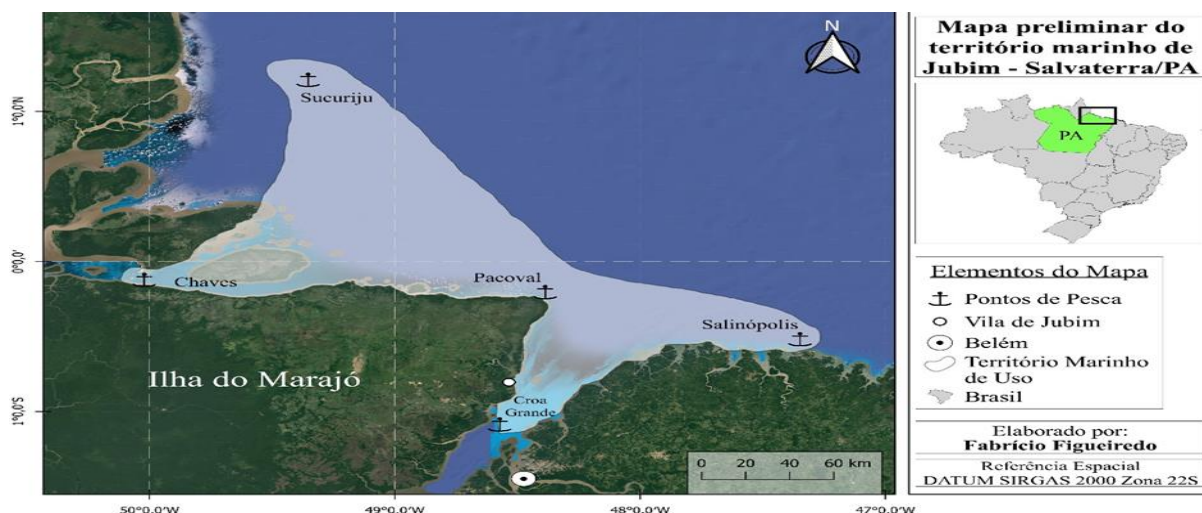 Sucuriju
Chaves
Pacoval
Salinópolis
Ilha do Marajó
Croa
Grande
0 20 40 60 km
1°0,0'N
0°0,0'
1°0,0'S
50°0.0'W
49°0.0'W
48°0.0'W
47°0.0'W
Mapa preliminar do
território marinho de
Jubim - Salvaterra/PA
PA
Elementos do Mapa
Pontos de Pesca
Vila de Jubim
Belém
Território Marinho
de Uso
Brasil
Elaborado por:
Fabrício Figueiredo
Referência Espacial
DATUM SIRGAS 2000 Zona 22S